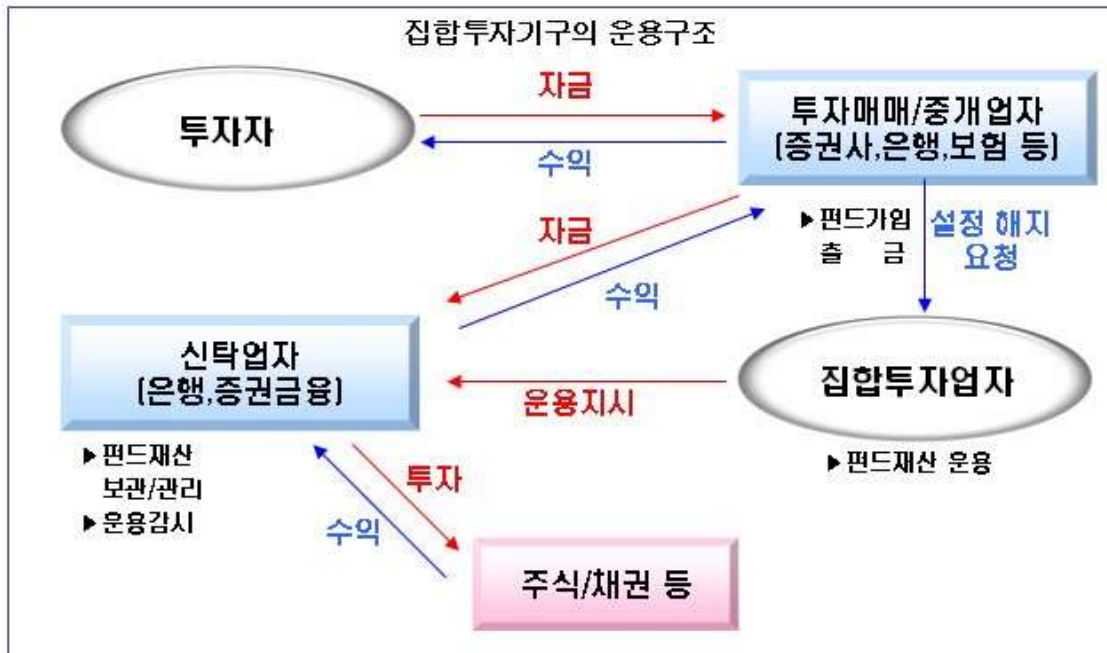 집합투자기구의 운용구조
투자자
자금
수익
투자매매/중개업자
(증권사,은행,보험 등)
자금
수익
▶펀드가입
출 금
설정 해지
요청
신탁업자
(은행,증권금융)
운용지시
집합투자업자
▶펀드재산
보관/관리
▶운용감시
▶펀드재산 운용
투자
수익
주식/채권 등